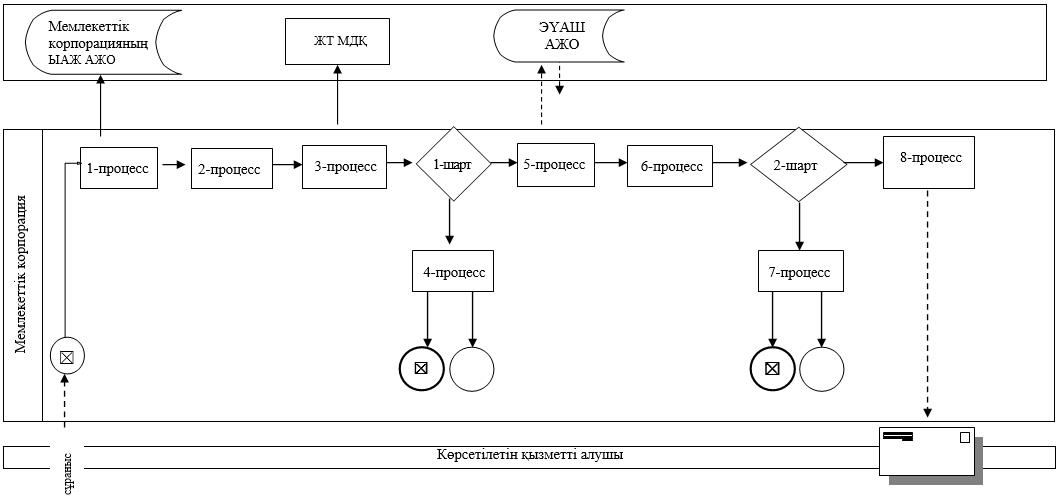 Мемлекеттік
корпорацияның
ЫАЖ АЖО
ЖТ МДҚ
ЭҮАШ
АЖО
Мемлекеттік корпорация
1-процесс
2-процесс
3-процесс
1-шарт
5-процесс
6-процесс
2-шарт
8-процесс
4-процесс
7-процесс
сұраныс
Көрсетілетін қызметті алушы